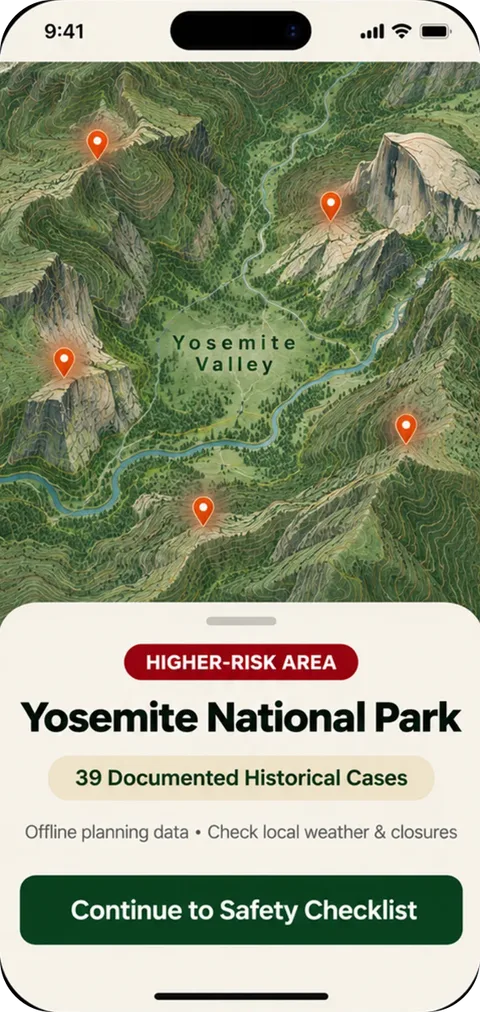 9:41
Yosemite
Valley
HIGHER-RISK AREA
Yosemite National Park
39 Documented Historical Cases
Offline planning data • Check local weather & closures
Continue to Safety Checklist